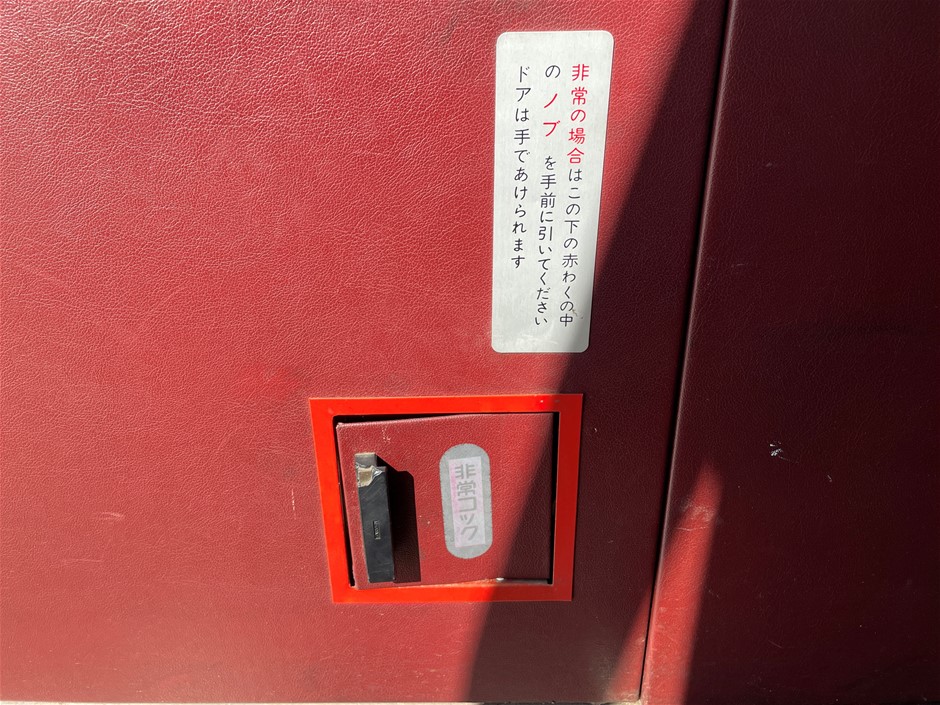 非常の場合はこの下の赤わくの中
のノブを手前に引いてください
ドアは手であけられます
非常コック